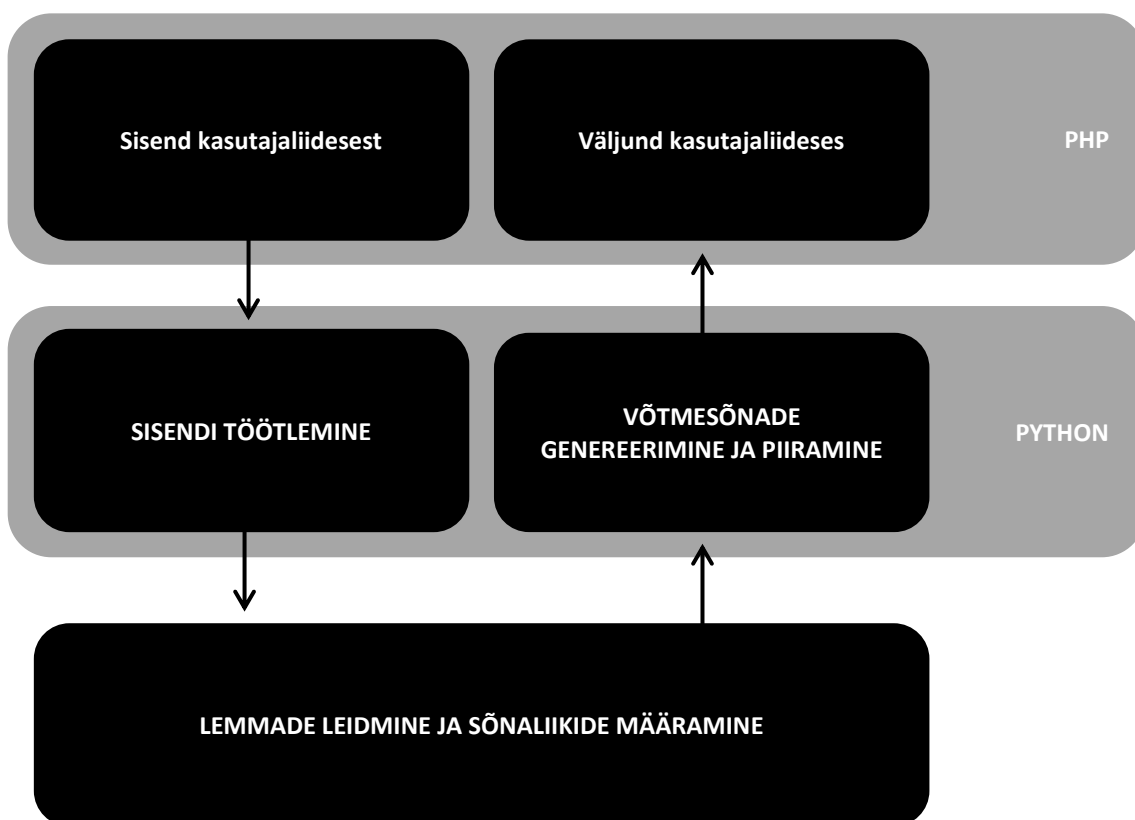 Sisend kasutajaliidesest
Väljund kasutajaliideses
PHP
SISENDI TÖÖTLEMINE
VÕTMESÕNADE
GENEREERIMINE JA PIIRAMINE
PYTHON
LEMMADE LEIDMINE JA SÕNALIIKIDE MÄÄRAMINE